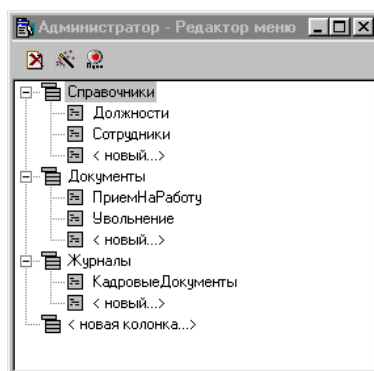 Администратор - Редактор меню
Справочники
Должности
Сотрудники
< новый...>
Документы
ПриемНаРаботу
Увольнение
< новый...>
Журналы
КадровыеДокументы
< новый...>
< новая колонка...>